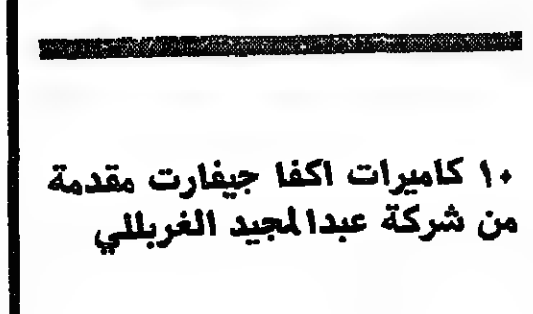 ١٠ كاميرات اكفا جيفارت مقدمة
من شركة عبدالمجيد الغربللي